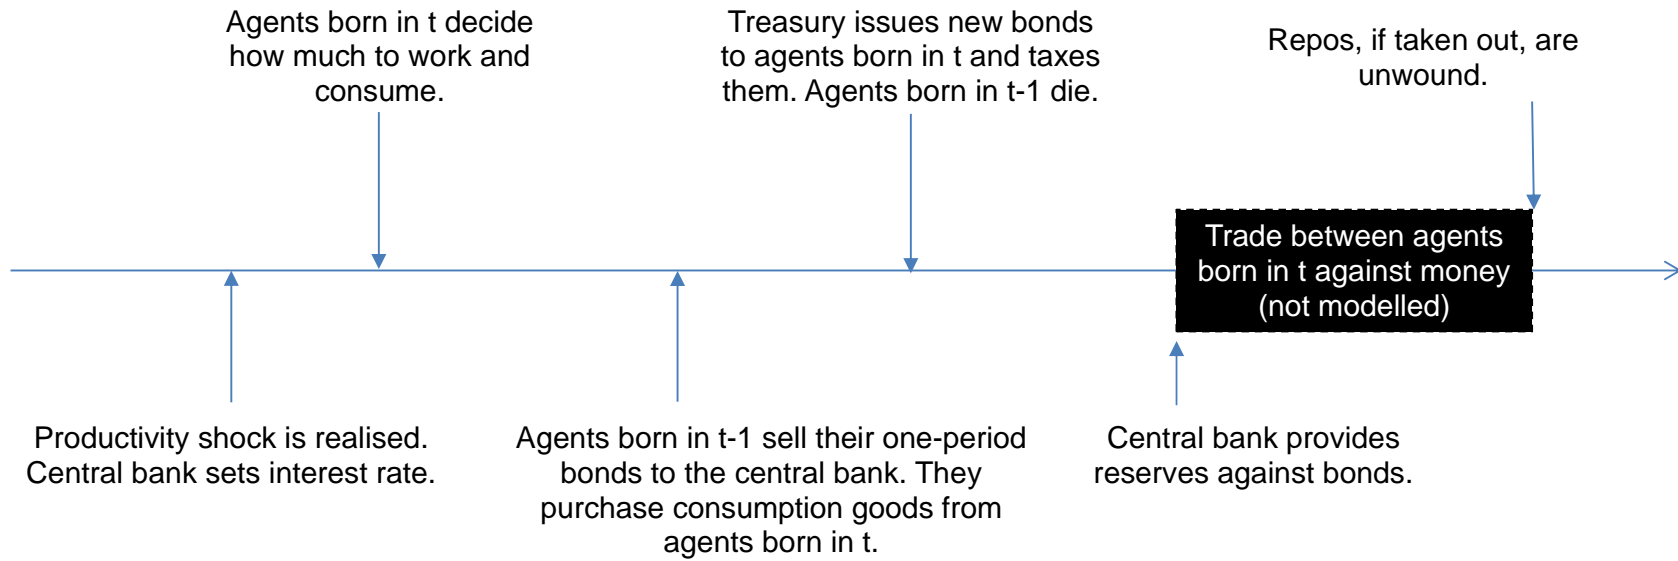 Agents born in t decide
how much to work and
consume.
Treasury issues new bonds
to agents born in t and taxes
them. Agents born in t-1 die.
Repos, if taken out, are
unwound.
Trade between agents
born in t against money
(not modelled)
Productivity shock is realised.
Central bank sets interest rate.
Agents born in t-1 sell their one-period
bonds to the central bank. They
purchase consumption goods from
agents born in t.
Central bank provides
reserves against bonds.